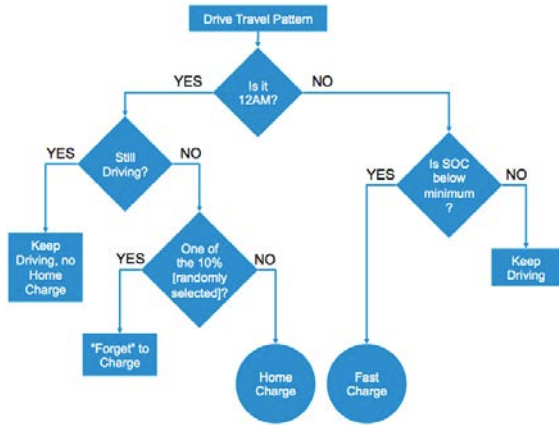 Drive Travel Pattern
Is it
12AM?
YES
NO
Still
Driving?
YES
NO
Is SOC
below
minimum
?
YES
NO
Keep
Driving, no
Home
Charge
One of
the 10%
[randomly
selected]?
YES
NO
Keep
Driving
"Forget" to
Charge
Home
Charge
Fast
Charge